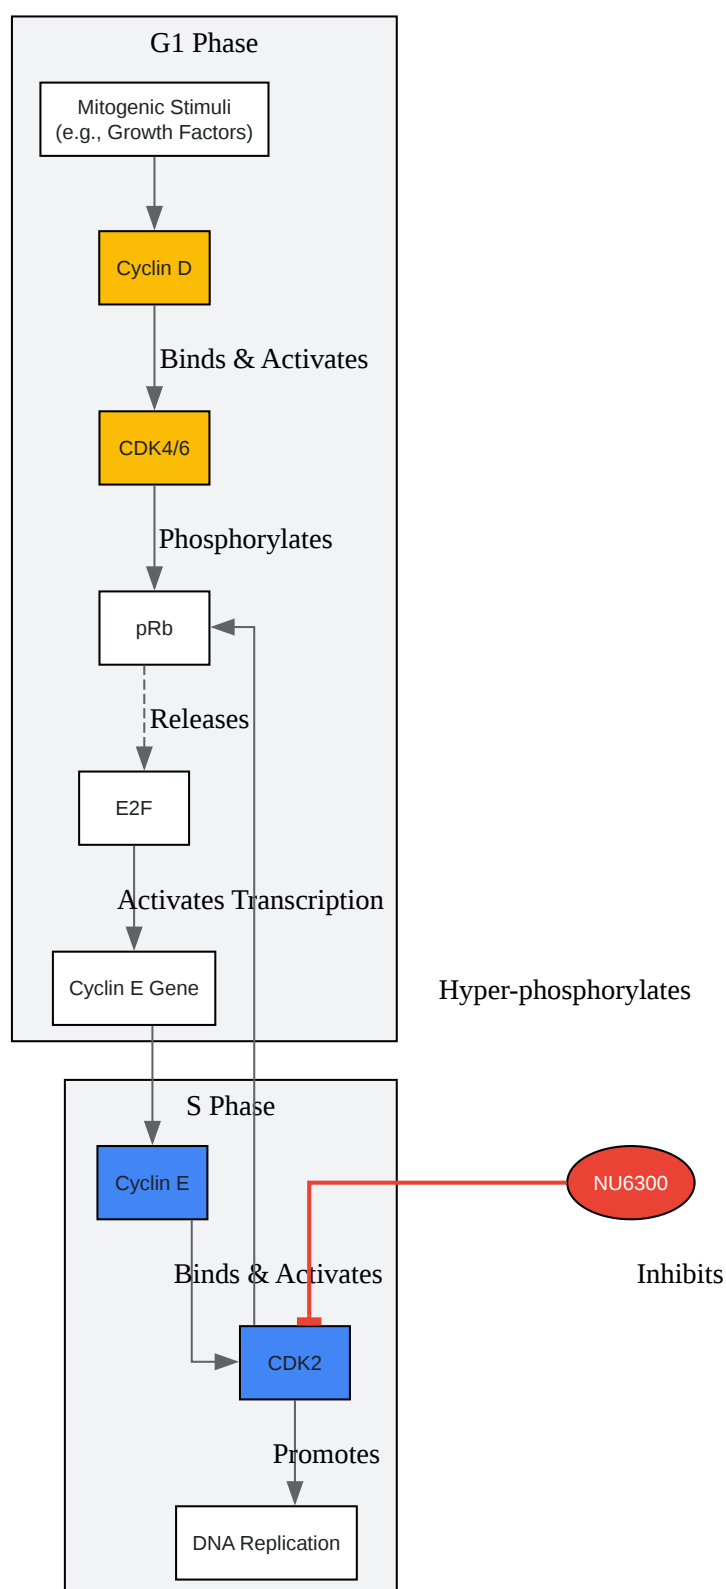 G1 Phase
Mitogenic Stimuli
(e.g., Growth Factors)
Cyclin D
Binds & Activates
CDK4/6
Phosphorylates
pRb
Releases
E2F
Activates Transcription
Cyclin E Gene
Hyper-phosphorylates
S Phase
Cyclin E
NU6300
Binds & Activates
Inhibits
CDK2
Promotes
DNA Replication